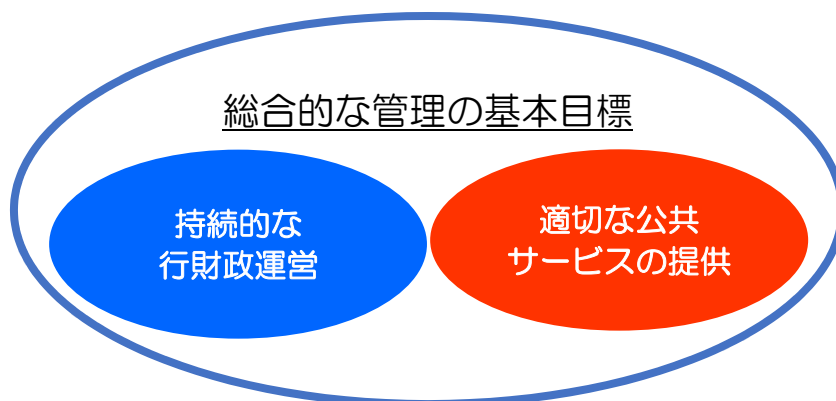 総合的な管理の基本目標
持続的な
行財政運営
適切な公共
サービスの提供